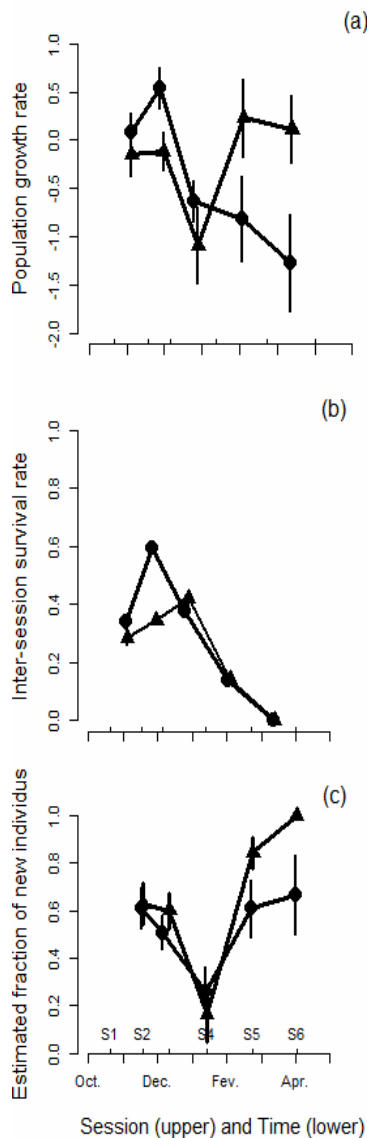 (a)
Population growth rate
1.0
0.5
0.0
-0.5
-1.0
-1.5
-2.0
(b)
Inter-session survival rate
1.0
0.8
0.6
0.4
0.2
0.0
(c)
Estimated fraction of new individus
1.0
0.8
0.6
0.4
0.2
0.0
S1 S2 S4 S5 S6
Oct. Dec. Fev. Apr.
Session (upper) and Time (lower)